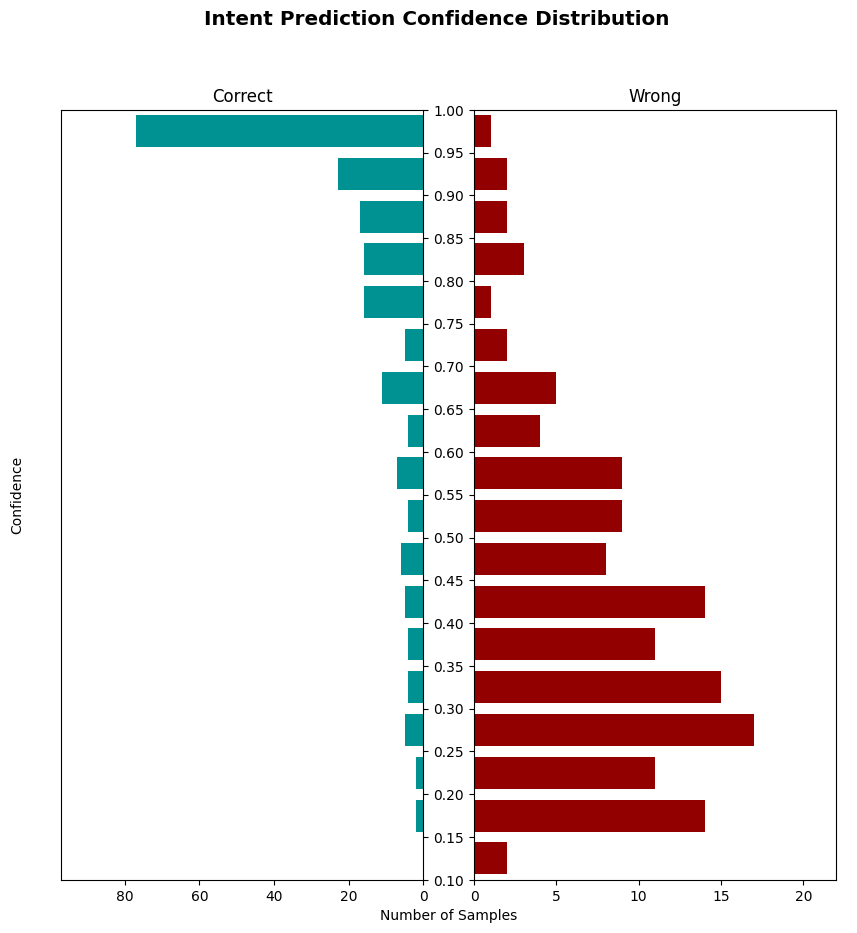 Intent Prediction Confidence Distribution
Correct
Wrong
1.00
0.95
0.90
0.85
0.80
0.75
0.70
0.65
0.60
0.55
0.50
0.45
0.40
0.35
0.30
0.25
0.20
0.15
0.10
Confidence
80 60 40 20 0
0 5 10 15 20
Number of Samples